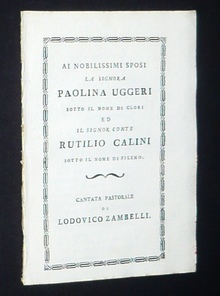 AI NOBILISSIMI SPOSI
LA SIGNORA
PAOLINA UGGERI
SOTTO IL NOME DI CLORI
ED
IL SIGNOR CONTE
RUTILIO CALINI
SOTTO IL NOME DI FILENO.
CANTATA PASTORALE
DI
LODOVICO ZAMBELLI.